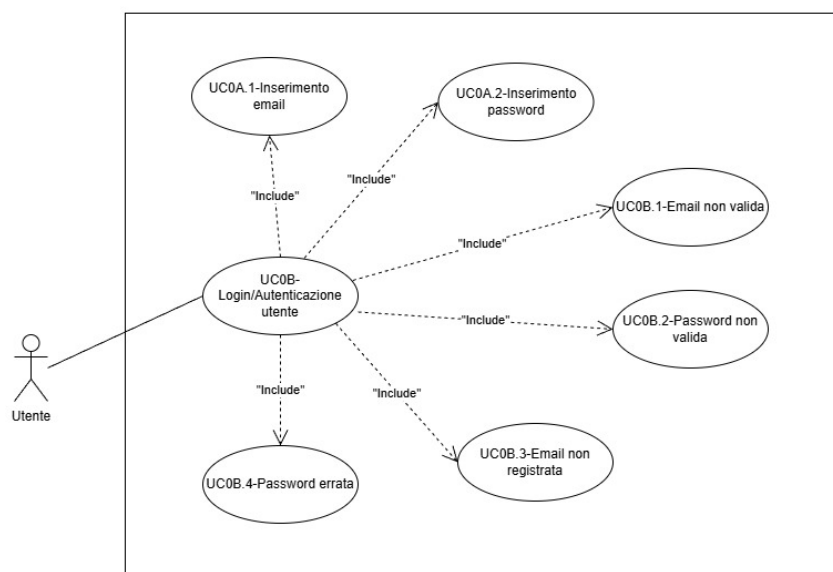 UC0A.1-Inserimento
email
UC0A.2-Inserimento
password
"Include"
"Include"
UC0B.1-Email non valida
"Include"
UC0B-
Login/Autenticazione
utente
"Include"
UC0B.2-Password non
valida
Utente
"Include"
"Include"
UC0B.3-Email non
registrata
UC0B.4-Password errata